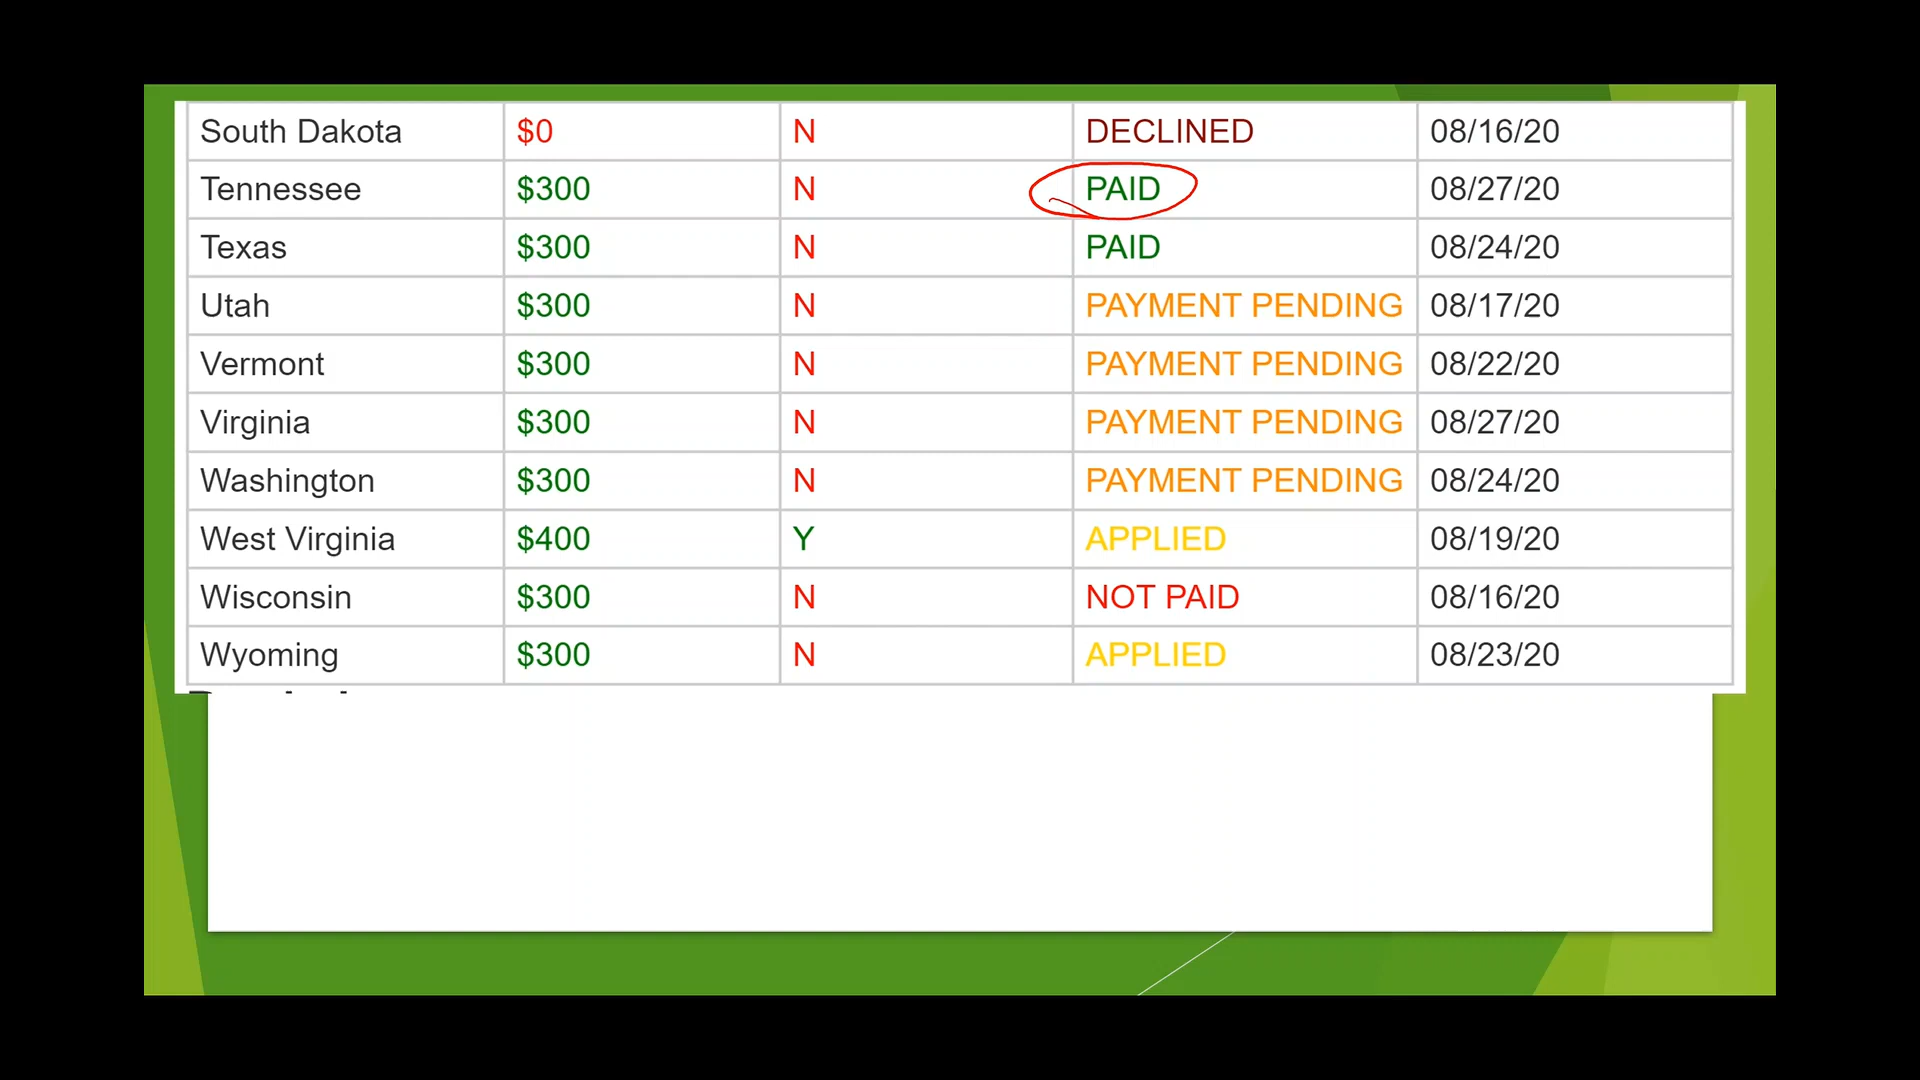 South Dakota $0 N DECLINED 08/16/20
Tennessee $300 N PAID 08/27/20
Texas $300 N PAID 08/24/20
Utah $300 N PAYMENT PENDING 08/17/20
Vermont $300 N PAYMENT PENDING 08/22/20
Virginia $300 N PAYMENT PENDING 08/27/20
Washington $300 N PAYMENT PENDING 08/24/20
West Virginia $400 Y APPLIED 08/19/20
Wisconsin $300 N NOT PAID 08/16/20
Wyoming $300 N APPLIED 08/23/20